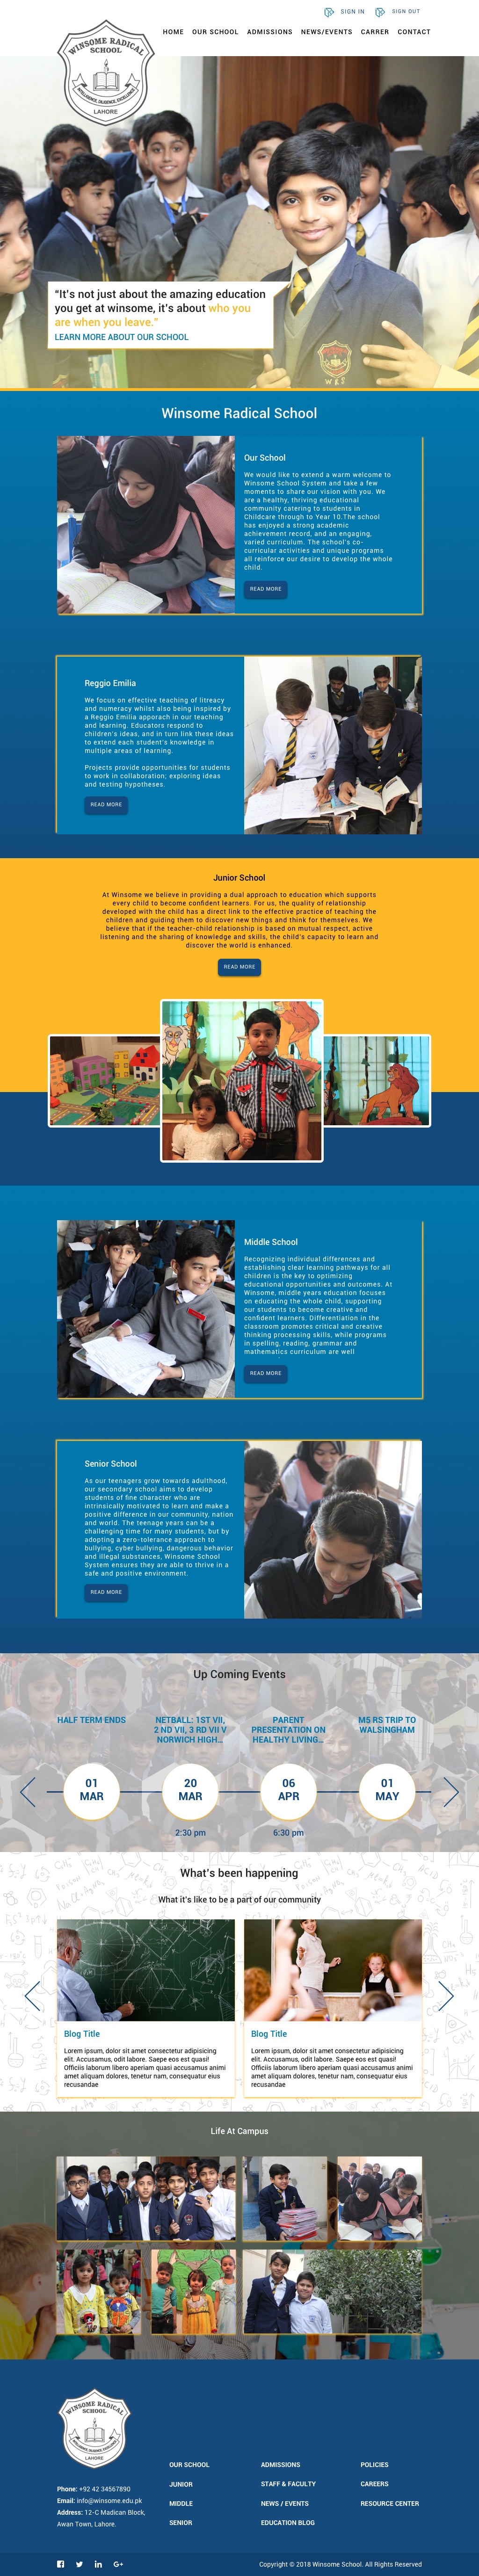 SIGN IN SIGN OUT
HOME OUR SCHOOL ADMISSIONS NEWS/EVENTS CARRER CONTACT
WINSOME RADICAL
SCHOOL
INTELLIGENCE, DILIGENCE, EXCELLENCE
LAHORE
“It's not just about the amazing education
you get at winsome, it's about who you
are when you leave.”
LEARN MORE ABOUT OUR SCHOOL
W R S
Winsome Radical School
Our School
We would like to extend a warm welcome to
Winsome School System and take a few
moments to share our vision with you. We
are a healthy, thriving educational
community catering to students in
Childcare through to Year 10.The school
has enjoyed a strong academic
achievement record, and an engaging,
varied curriculum. The school's co-
curricular activities and unique programs
all reinforce our desire to develop the whole
child.
READ MORE
Reggio Emilia
We focus on effective teaching of litreacy
and numeracy whilst also being inspired by
a Reggio Emilia apporach in our teaching
and learning. Educators respond to
children's ideas, and in turn link these ideas
to extend each student's knowledge in
multiple areas of learning.
Projects provide opportunities for students
to work in collaboration; exploring ideas
and testing hypotheses.
READ MORE
Junior School
At Winsome we believe in providing a dual approach to education which supports
every child to become confident learners. For us, the quality of relationship
developed with the child has a direct link to the effective practice of teaching the
children and guiding them to discover new things and think for themselves. We
believe that if the teacher-child relationship is based on mutual respect, active
listening and the sharing of knowledge and skills, the child's capacity to learn and
discover the world is enhanced.
READ MORE
Middle School
Recognizing individual differences and
establishing clear learning pathways for all
children is the key to optimizing
educational opportunities and outcomes. At
Winsome, middle years education focuses
on educating the whole child, supporting
our students to become creative and
confident learners. Differentiation in the
classroom promotes critical and creative
thinking processing skills, while programs
in spelling, reading, grammar and
mathematics curriculum are well
READ MORE
Senior School
As our teenagers grow towards adulthood,
our secondary school aims to develop
students of fine character who are
intrinsically motivated to learn and make a
positive difference in our community, nation
and world. The teenage years can be a
challenging time for many students, but by
adopting a zero-tolerance approach to
bullying, cyber bullying, dangerous behavior
and illegal substances, Winsome School
System ensures they are able to thrive in a
safe and positive environment.
READ MORE
Up Coming Events
HALF TERM ENDS
NETBALL: 1ST VII,
2 ND VII, 3 RD VII V
NORWICH HIGH...
PARENT
PRESENTATION ON
HEALTHY LIVING...
M5 RS TRIP TO
WALSINGHAM
01
MAR
20
MAR
06
APR
01
MAY
2:30 pm
6:30 pm
What's been happening
What it's like to be a part of our community
Blog Title
Lorem ipsum, dolor sit amet consectetur adipisicing
elit. Accusamus, odit labore. Saepe eos est quasi!
Officiis laborum libero aperiam quasi accusamus animi
amet aliquam dolores, tenetur nam, consequatur eius
recusandae
Blog Title
Lorem ipsum, dolor sit amet consectetur adipisicing
elit. Accusamus, odit labore. Saepe eos est quasi!
Officiis laborum libero aperiam quasi accusamus animi
amet aliquam dolores, tenetur nam, consequatur eius
recusandae
Life At Campus
WINSOME RADICAL
SCHOOL
INTELLIGENCE, DILIGENCE, EXCELLENCE
LAHORE
Phone: +92 42 34567890
Email: info@winsome.edu.pk
Address: 12-C Madican Block,
Awan Town, Lahore.
OUR SCHOOL
JUNIOR
MIDDLE
SENIOR
ADMISSIONS
STAFF & FACULTY
NEWS / EVENTS
EDUCATION BLOG
POLICIES
CAREERS
RESOURCE CENTER
Copyright © 2018 Winsome School. All Rights Reserved